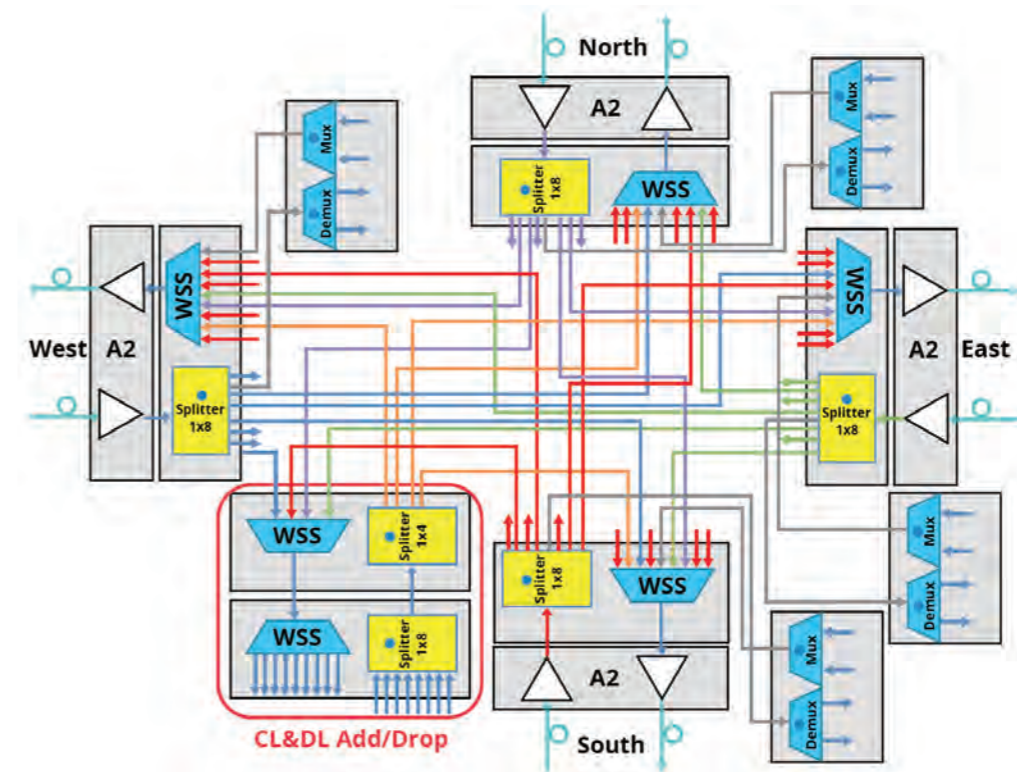 North
A2
Splitter
1x8
WSS
Mux
Demux
Mux
Demux
West
A2
WSS
Splitter
1x8
WSS
Splitter
1x8
A2
East
WSS
Splitter
1x4
WSS
Splitter
1x8
CL&DL Add/Drop
Splitter
1x8
WSS
A2
South
Mux
Demux
Mux
Demux